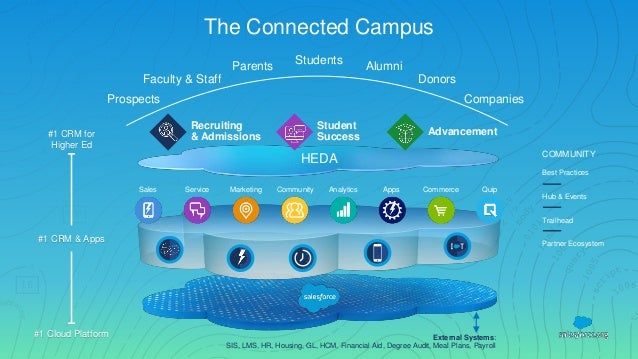 The Connected Campus
Students
Parents
Alumni
Faculty & Staff
Donors
Prospects
Companies
#1 CRM for
Higher Ed
Recruiting
& Admissions
Student
Success
Advancement
HEDA
COMMUNITY
Best Practices
Hub & Events
Trailhead
Partner Ecosystem
Sales
Service
Marketing
Community
Analytics
Apps
Commerce
Quip
#1 CRM & Apps
salesforce
#1 Cloud Platform
External Systems:
SIS, LMS, HR, Housing, GL, HCM, Financial Aid, Degree Audit, Meal Plans, Payroll
salesforce.org